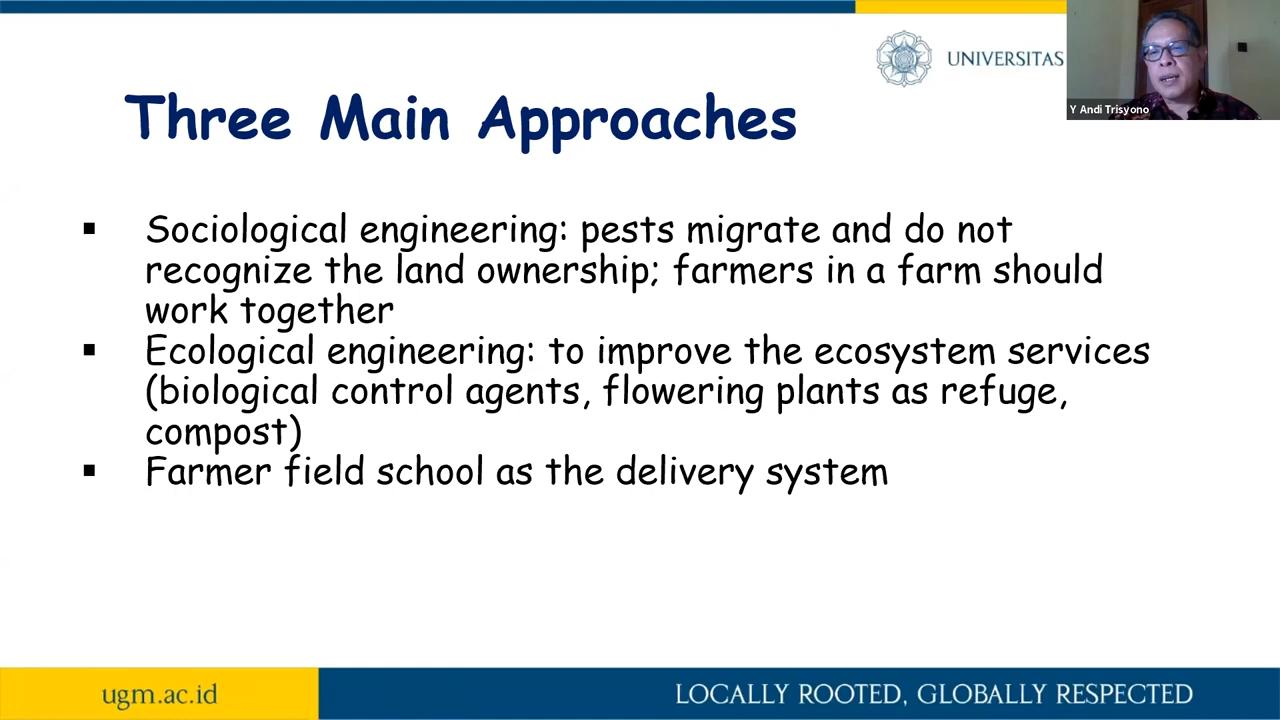 UNIVERSITAS
Y Andi Trisyono
Three Main Approaches
▪ Sociological engineering: pests migrate and do not
recognize the land ownership; farmers in a farm should
work together
▪ Ecological engineering: to improve the ecosystem services
(biological control agents, flowering plants as refuge,
compost)
▪ Farmer field school as the delivery system
ugm.ac.id
LOCALLY ROOTED, GLOBALLY RESPECTED